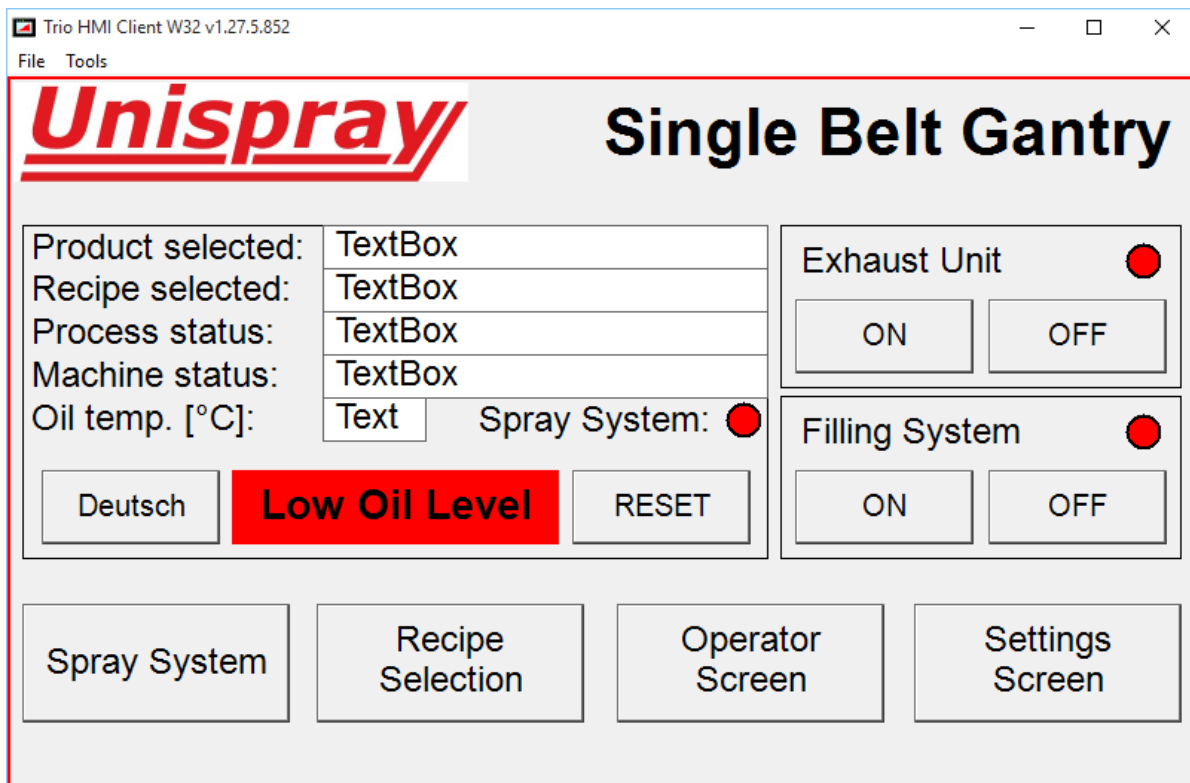 Trio HMI Client W32 v1.27.5.852
File Tools
Unispray
Single Belt Gantry
Product selected: TextBox
Recipe selected: TextBox
Process status: TextBox
Machine status: TextBox
Oil temp. [°C]: Text Spray System:
Deutsch Low Oil Level RESET
Exhaust Unit
ON OFF
Filling System
ON OFF
Spray System
Recipe
Selection
Operator
Screen
Settings
Screen